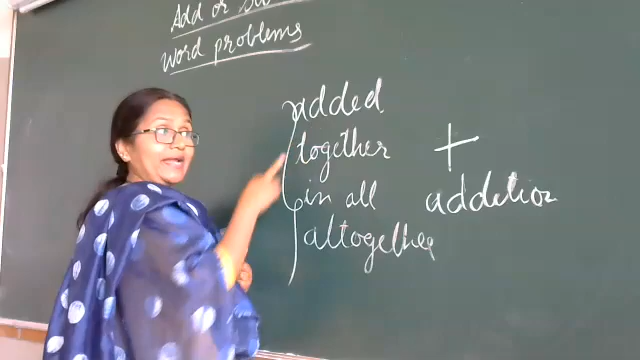 Add or
word problems
added
together
in all
altogether
+
addition